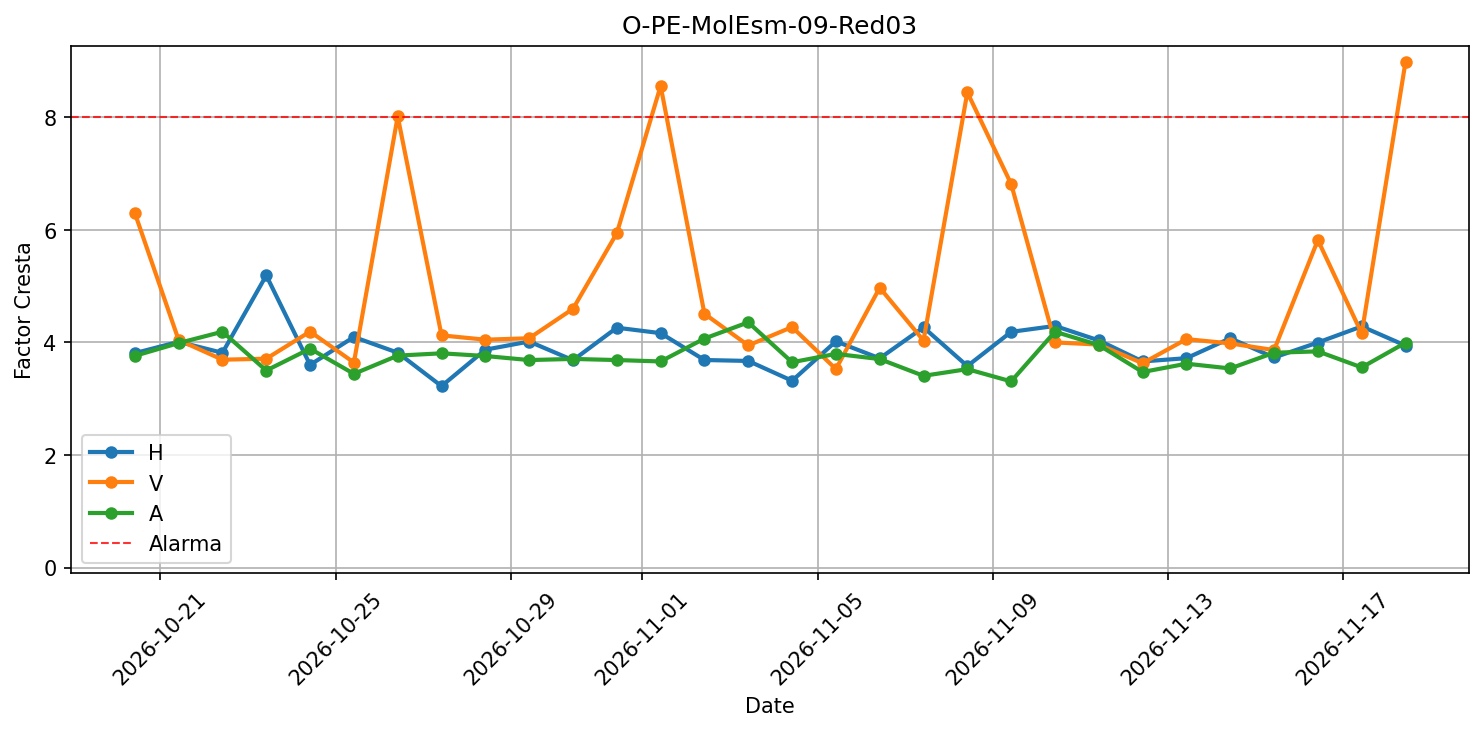 O-PE-MolEsm-09-Red03
Factor Cresta
8
6
4
2
0
H
V
A
Alarma
2026-10-21
2026-10-25
2026-10-29
2026-11-01
2026-11-05
2026-11-09
2026-11-13
2026-11-17
Date